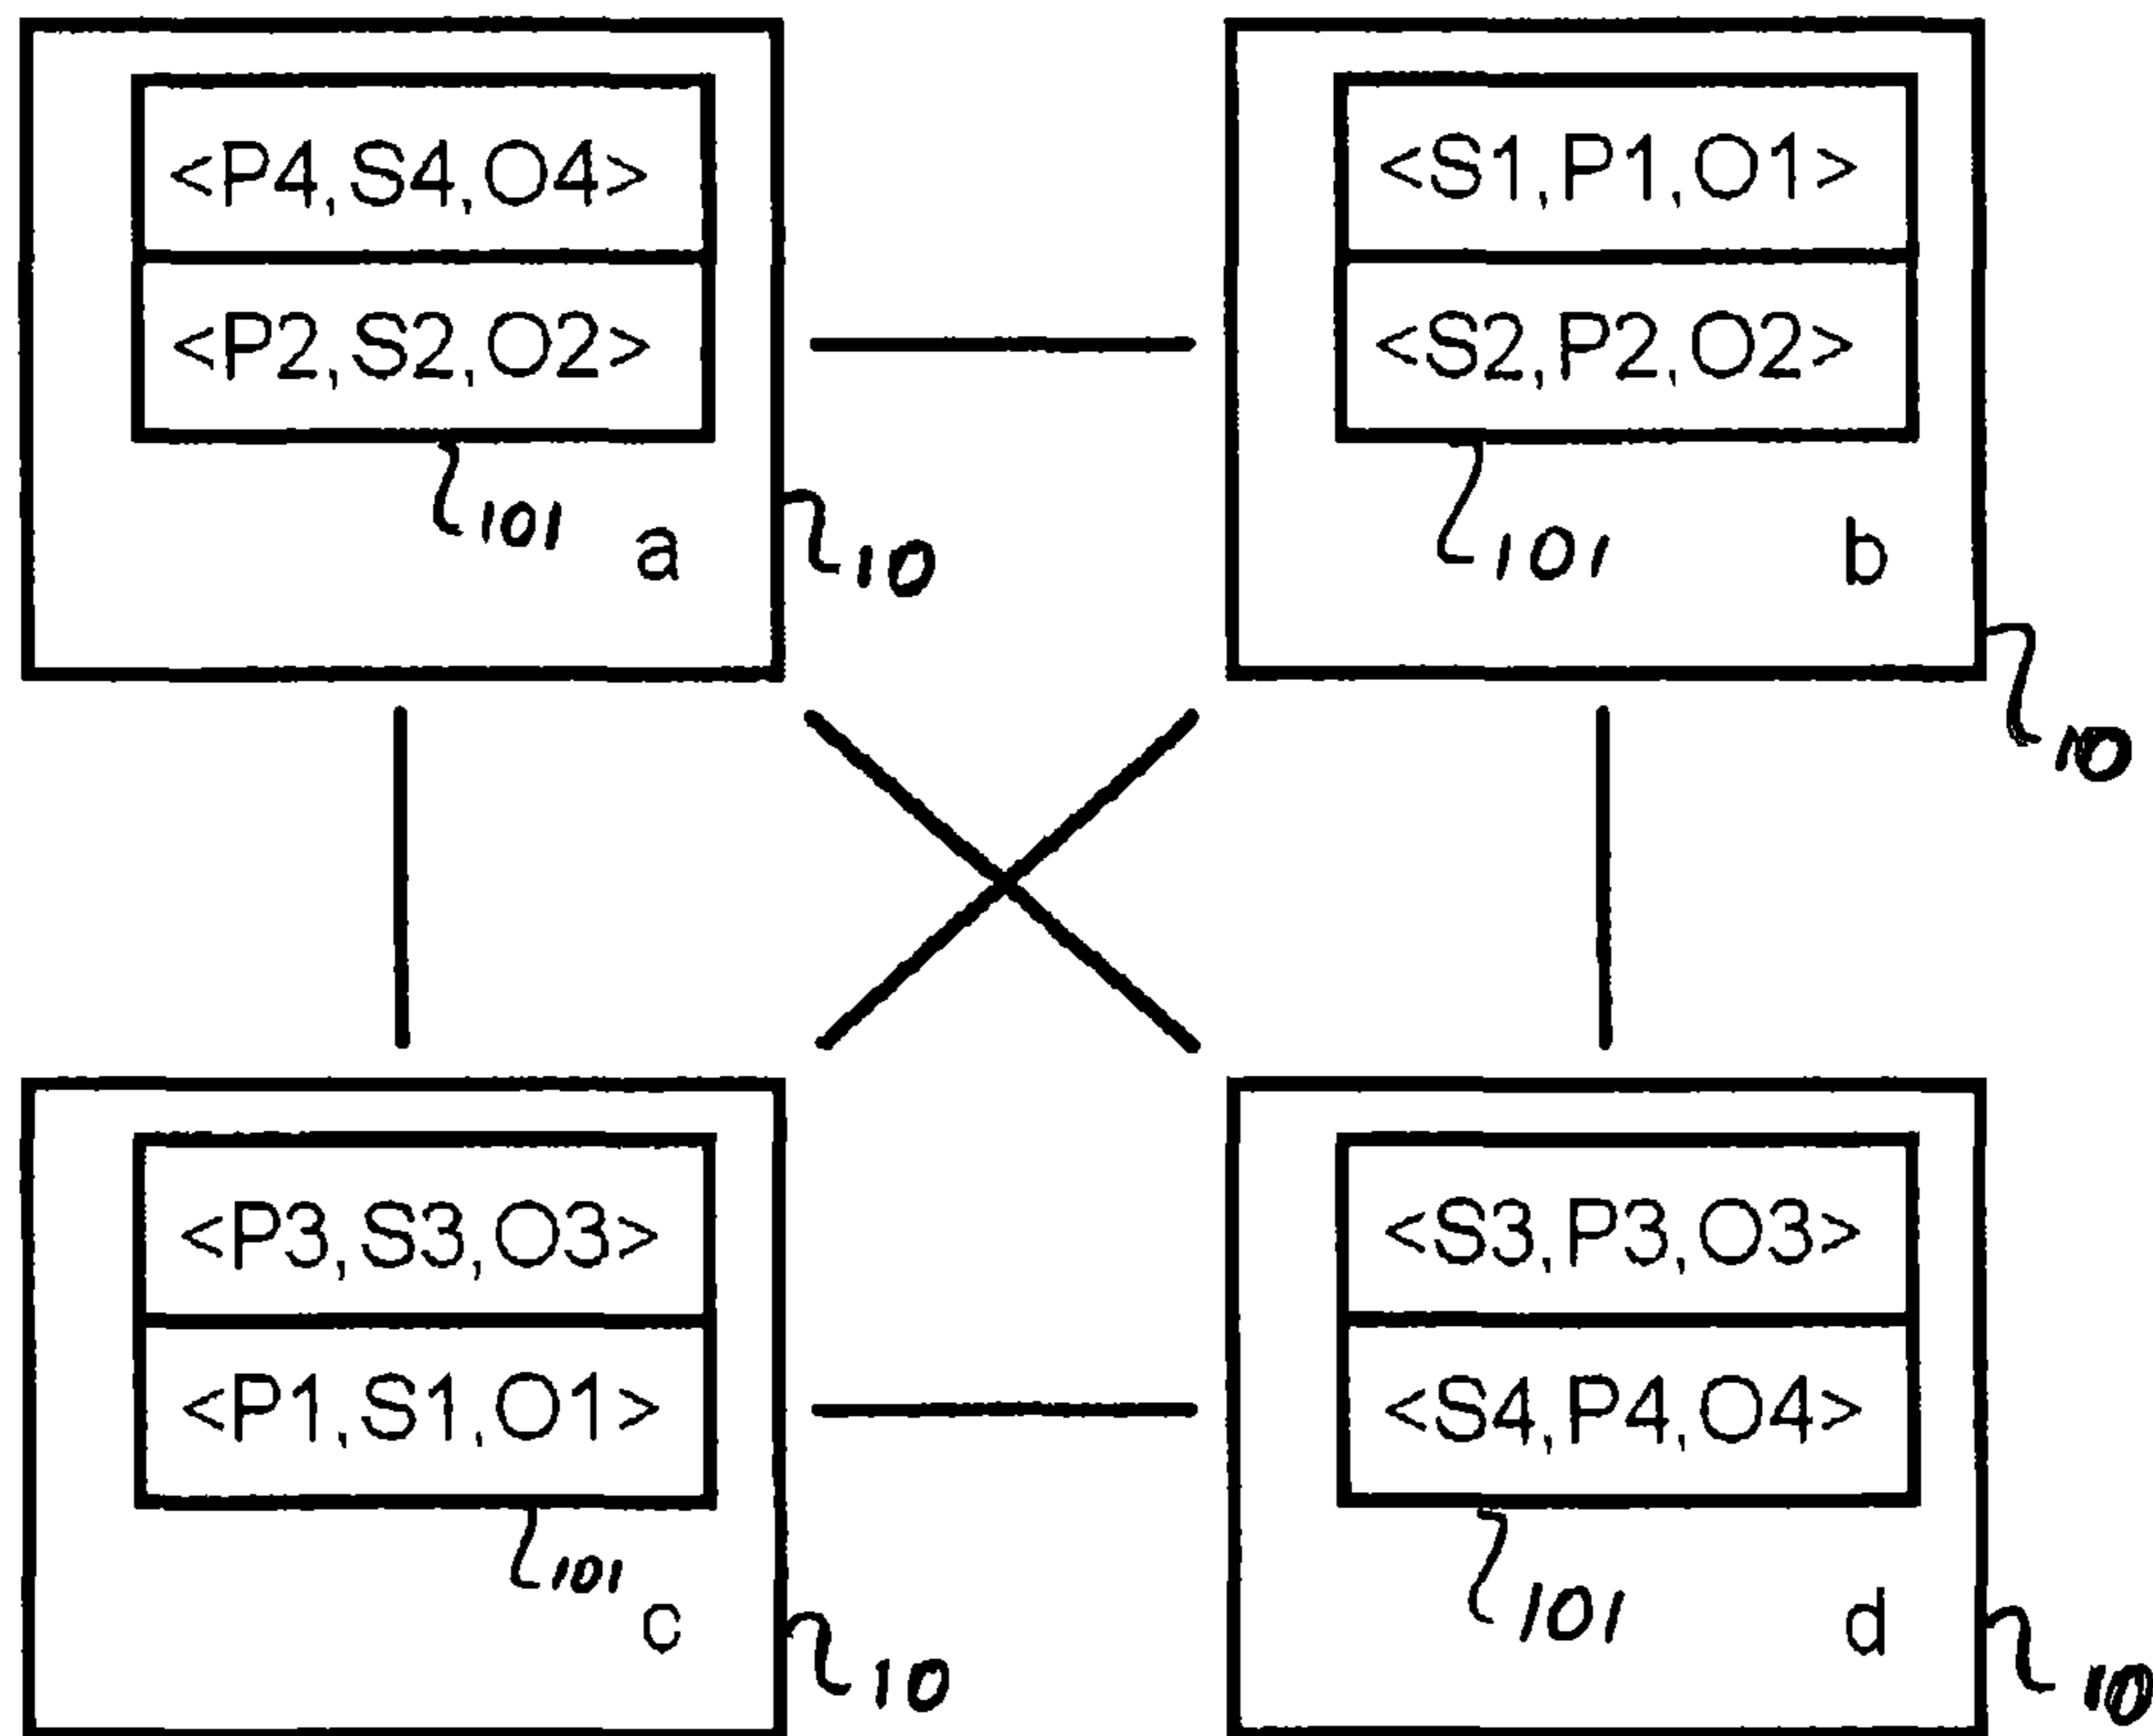 <P4,S4,O4>
<P2,S2,O2>
101
a
10
<S1,P1,O1>
<S2,P2,O2>
101
b
10
<P3,S3,O3>
<P1,S1,O1>
101
c
10
<S3,P3,O3>
<S4,P4,O4>
101
d
10